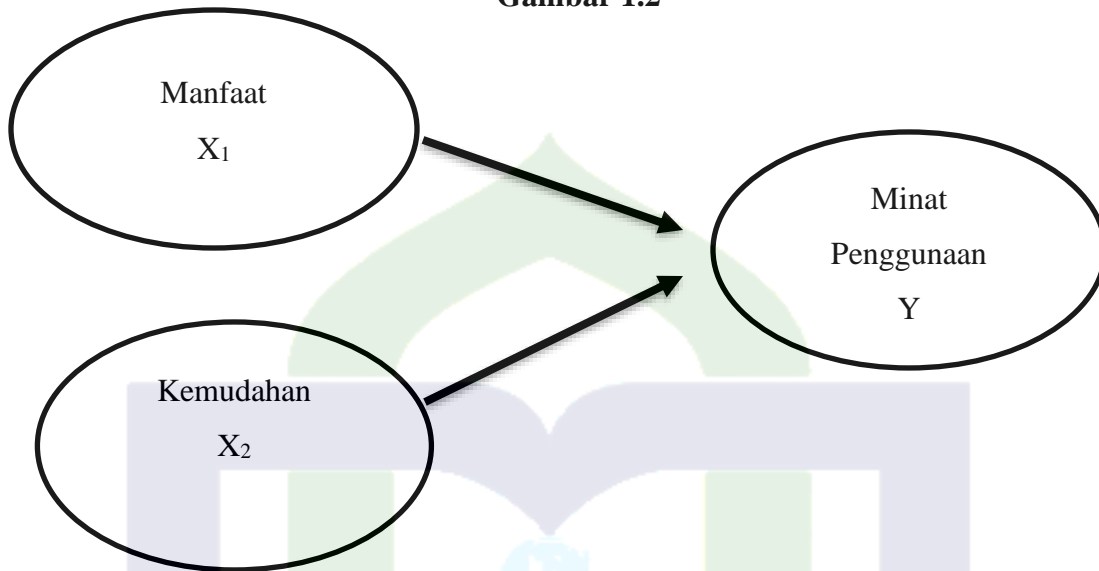 Gambar 1.2
Manfaat
X₁
Minat
Penggunaan
Y
Kemudahan
X₂